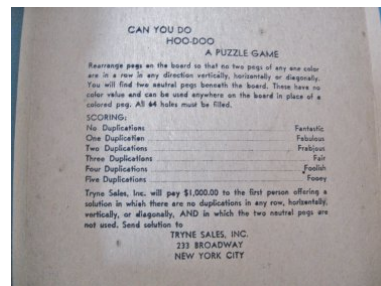 CAN YOU DO
HOO-DOO
A PUZZLE GAME
Rearrange pegs on the board so that no two pegs of any one color
are in a row in any direction vertically, horizontally or diagonally.
You will find two neutral pegs beneath the board. These have no
color value and can be used anywhere on the board in place of a
colored peg. All 64 holes must be filled.
SCORING:
No Duplications Fantastic
One Duplication Fabulous
Two Duplications Frabjous
Three Duplications Fair
Four Duplications Foolish
Five Duplications Fooey
Tryne Sales, Inc. will pay $1,000.00 to the first person offering a
solution in which there are no duplications in any row, horizontally,
vertically, or diagonally, AND in which the two neutral pegs are
not used. Send solution to
TRYNE SALES, INC.
233 BROADWAY
NEW YORK CITY